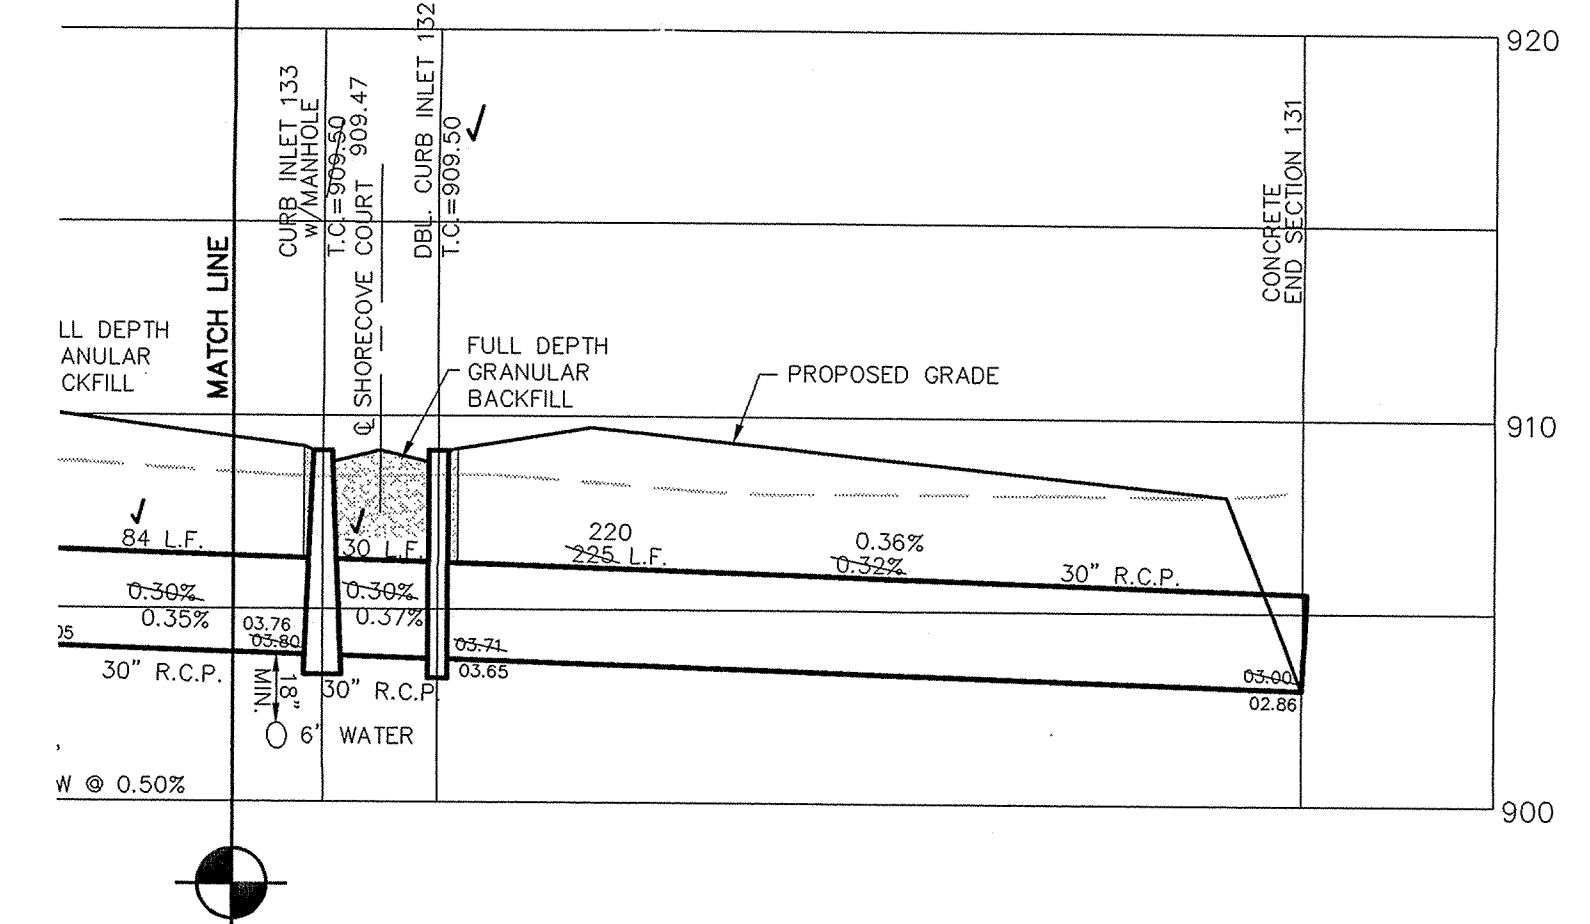 920
CURB INLET 133
w/MANHOLE
T.C.=909.50
℄ SHORECOVE COURT 909.47
DBL. CURB INLET 132
T.C.=909.50
CONCRETE
END SECTION 131
MATCH LINE
LL DEPTH
ANULAR
CKFILL
FULL DEPTH
GRANULAR
BACKFILL
PROPOSED GRADE
910
84 L.F.
30 L.F.
220
225 L.F.
0.36%
0.32%
30" R.C.P.
0.30%
0.35%
0.30%
0.37%
05
03.76
03.80
03.71
03.65
30" R.C.P.
18"
MIN.
30" R.C.P.
03.00
02.86
6" WATER
W @ 0.50%
900